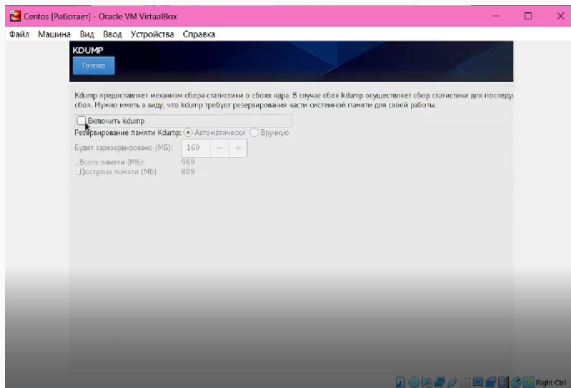 Centos [Работает] - Oracle VM VirtualBox
Файл Машина Вид Ввод Устройства Справка
KDUMP
Готово
Kdump предоставляет механизм сбора статистики о сбоях ядра. В случае сбоя kdump осуществляет сбор статистики для последу
сбоя. Нужно иметь в виду, что kdump требует резервирования части системной памяти для своей работы.
Включить kdump
Резервирование памяти Kdump: Автоматически Вручную
Будет зарезервировано (МБ): 160 - +
Всего памяти (МБ): 969
Доступно памяти (МБ) 809
Right Ctrl